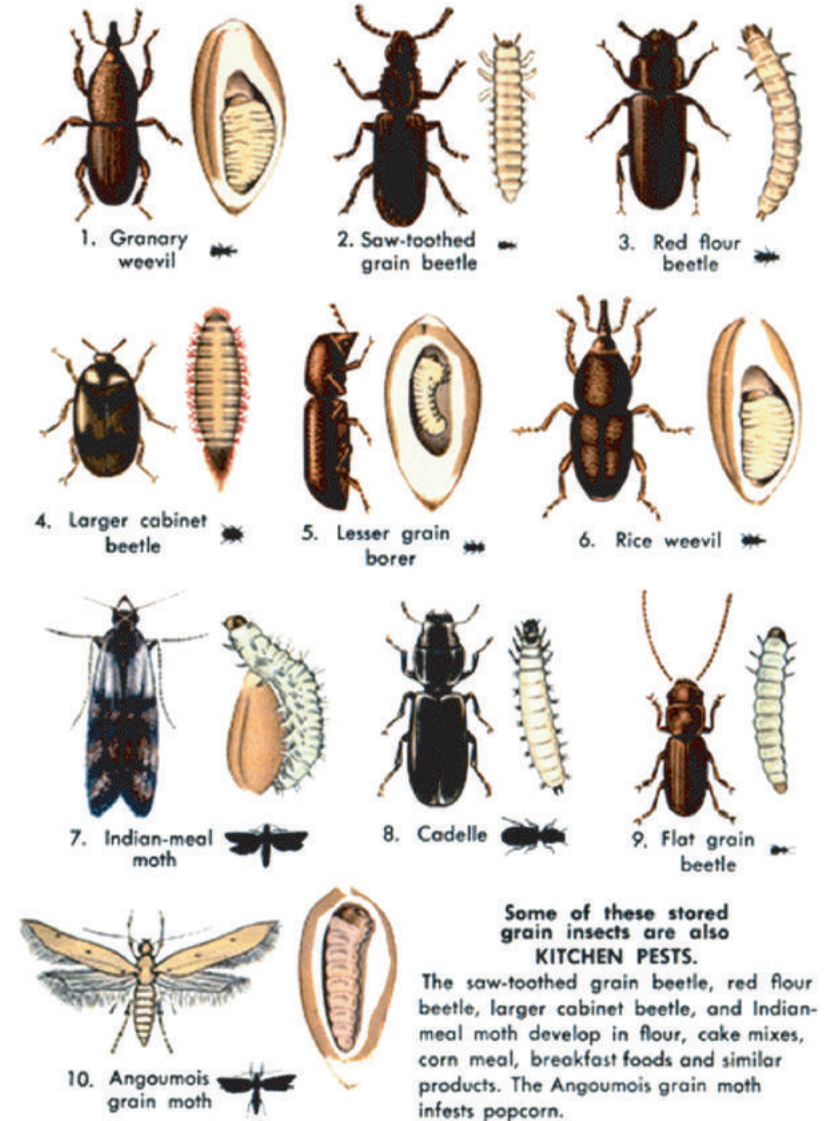 1. Granary
weevil
2. Saw-toothed
grain beetle
3. Red flour
beetle
4. Larger cabinet
beetle
5. Lesser grain
borer
6. Rice weevil
7. Indian-meal
moth
8. Cadelle
9. Flat grain
beetle
10. Angoumois
grain moth
Some of these stored
grain insects are also
KITCHEN PESTS.
The saw-toothed grain beetle, red flour
beetle, larger cabinet beetle, and Indian-
meal moth develop in flour, cake mixes,
corn meal, breakfast foods and similar
products. The Angoumois grain moth
infests popcorn.